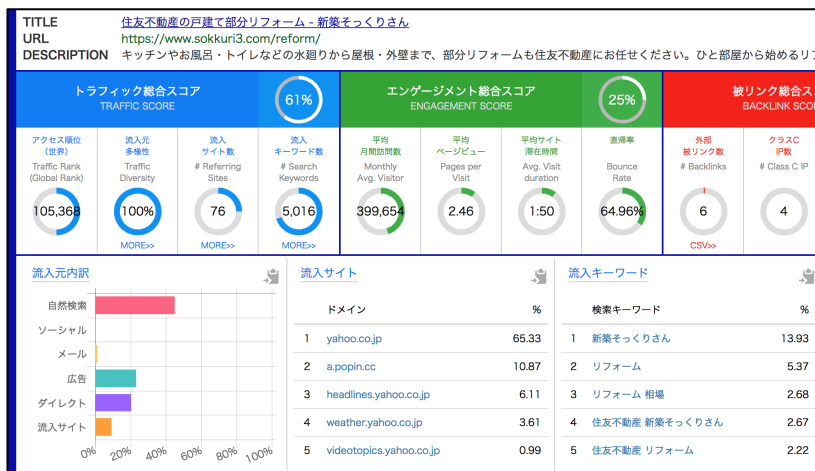 TITLE 住友不動産の戸建て部分リフォーム - 新築そっくりさん
URL https://www.sokkuri3.com/reform/
DESCRIPTION キッチンやお風呂・トイレなどの水廻りから屋根・外壁まで、部分リフォームも住友不動産にお任せください。ひと部屋から始めるリフ
トラフィック総合スコア
TRAFFIC SCORE
61%
エンゲージメント総合スコア
ENGAGEMENT SCORE
25%
被リンク総合ス
BACKLINK SCO
アクセス順位
(世界)
Traffic Rank
(Global Rank)
105,368
流入元
多様性
Traffic
Diversity
100%
MORE>>
流入
サイト数
# Referring
Sites
76
MORE>>
流入
キーワード数
# Search
Keywords
5,016
MORE>>
平均
月間訪問数
Monthly
Avg. Visitor
399,654
平均
ページビュー
Pages per
Visit
2.46
平均サイト
滞在時間
Avg. Visit
duration
1:50
直帰率
Bounce
Rate
64.96%
外部
被リンク数
# Backlinks
6
CSV>>
クラスC
IP数
# Class C IP
4
流入元内訳
自然検索
ソーシャル
メール
広告
ダイレクト
流入サイト
0% 20% 40% 60% 80% 100%
流入サイト
ドメイン %
1 yahoo.co.jp 65.33
2 a.popin.cc 10.87
3 headlines.yahoo.co.jp 6.11
4 weather.yahoo.co.jp 3.61
5 videotopics.yahoo.co.jp 0.99
流入キーワード
検索キーワード %
1 新築そっくりさん 13.93
2 リフォーム 5.37
3 リフォーム 相場 2.68
4 住友不動産 新築そっくりさん 2.67
5 住友不動産 リフォーム 2.22